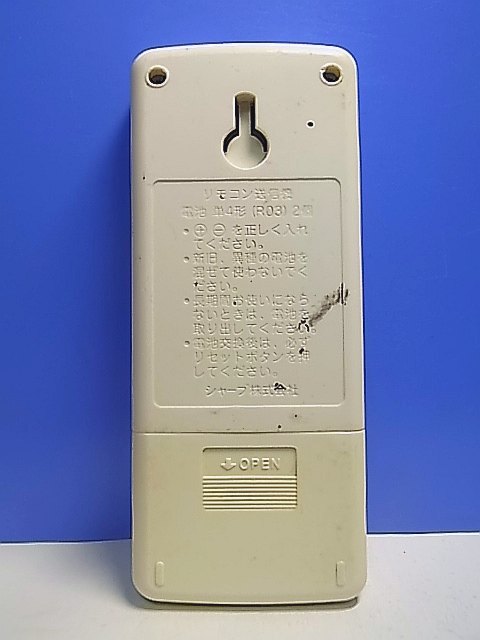 リモコン送信機
電池 単4形 (R03) 2個
• ⊕ ⊖ を正しく入れ
てください。
• 新旧、異種の電池を
混ぜて使わないでく
ださい。
• 長期間お使いになら
ないときは、電池を
取り出してください。
• 電池交換後は、必ず
リセットボタンを押
してください。
シャープ株式会社
OPEN